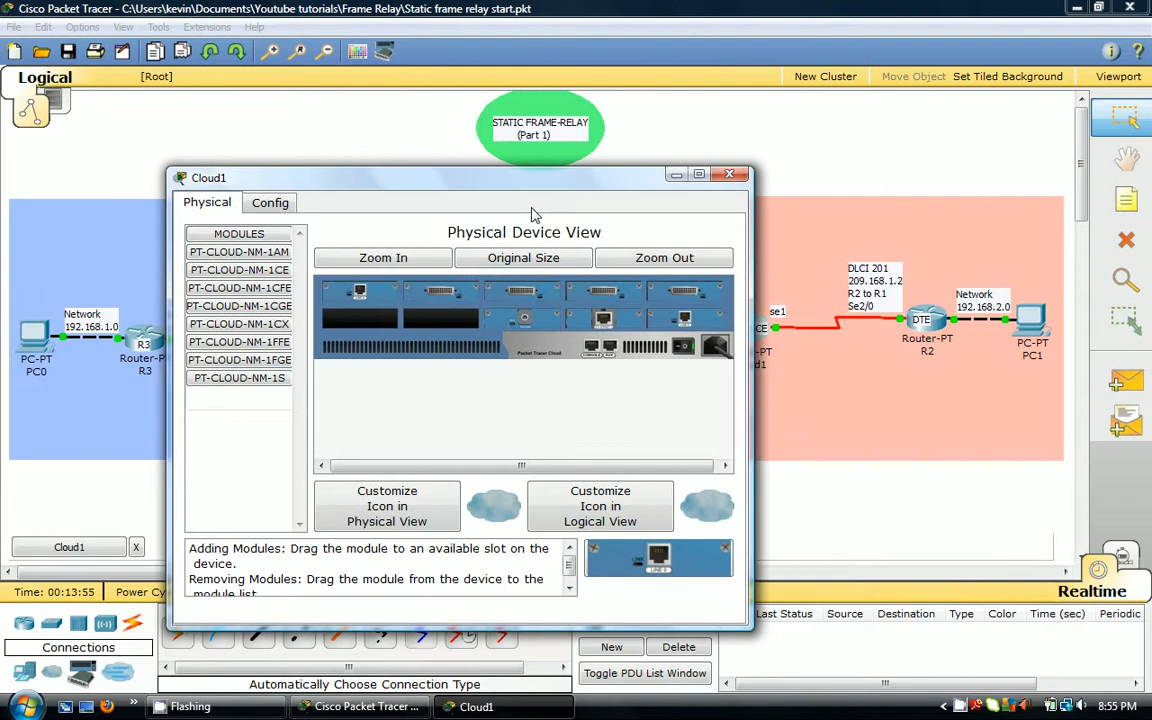 Cisco Packet Tracer - C:\Users\kevin\Documents\Youtube tutorials\Frame Relay\Static frame relay start.pkt
File Edit Options View Tools Extensions Help
Logical [Root] New Cluster Move Object Set Tiled Background Viewport
STATIC FRAME-RELAY
(Part 1)
Cloud1
Physical Config
MODULES
PT-CLOUD-NM-1AM
PT-CLOUD-NM-1CE
PT-CLOUD-NM-1CFE
PT-CLOUD-NM-1CGE
PT-CLOUD-NM-1CX
PT-CLOUD-NM-1FFE
PT-CLOUD-NM-1FGE
PT-CLOUD-NM-1S
Physical Device View
Zoom In Original Size Zoom Out
Packet Tracer Cloud
Customize
Icon in
Physical View
Customize
Icon in
Logical View
Adding Modules: Drag the module to an available slot on the
device.
Removing Modules: Drag the module from the device to the
module list.
Network
192.168.1.0
PC-PT
PC0
R3
Router-PT
R3
se1
CE
-PT
d1
DLCI 201
209.168.1.2
R2 to R1
Se2/0
DTE
Router-PT
R2
Network
192.168.2.0
PC-PT
PC1
Cloud1 X
Time: 00:13:55 Power Cy
Realtime
Connections
Automatically Choose Connection Type
New Delete
Toggle PDU List Window
Last Status Source Destination Type Color Time (sec) Periodic
Flashing
Cisco Packet Tracer ...
Cloud1
8:55 PM